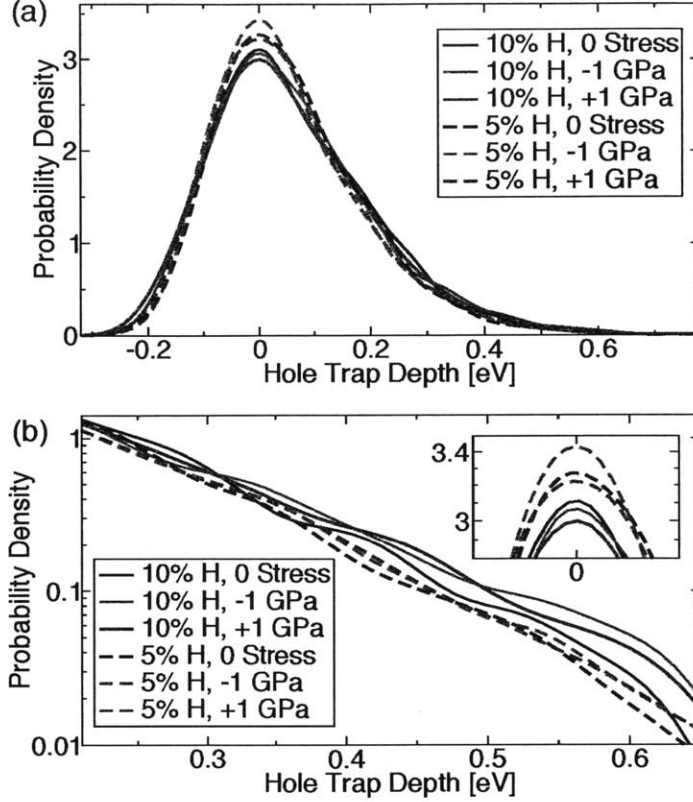 (a)
3
2
1
0
Probability Density
10% H, 0 Stress
10% H, -1 GPa
10% H, +1 GPa
5% H, 0 Stress
5% H, -1 GPa
5% H, +1 GPa
-0.2
0
0.2
0.4
0.6
Hole Trap Depth [eV]
(b)
1
0.1
0.01
Probability Density
3.4
3
0
10% H, 0 Stress
10% H, -1 GPa
10% H, +1 GPa
5% H, 0 Stress
5% H, -1 GPa
5% H, +1 GPa
0.3
0.4
0.5
0.6
Hole Trap Depth [eV]